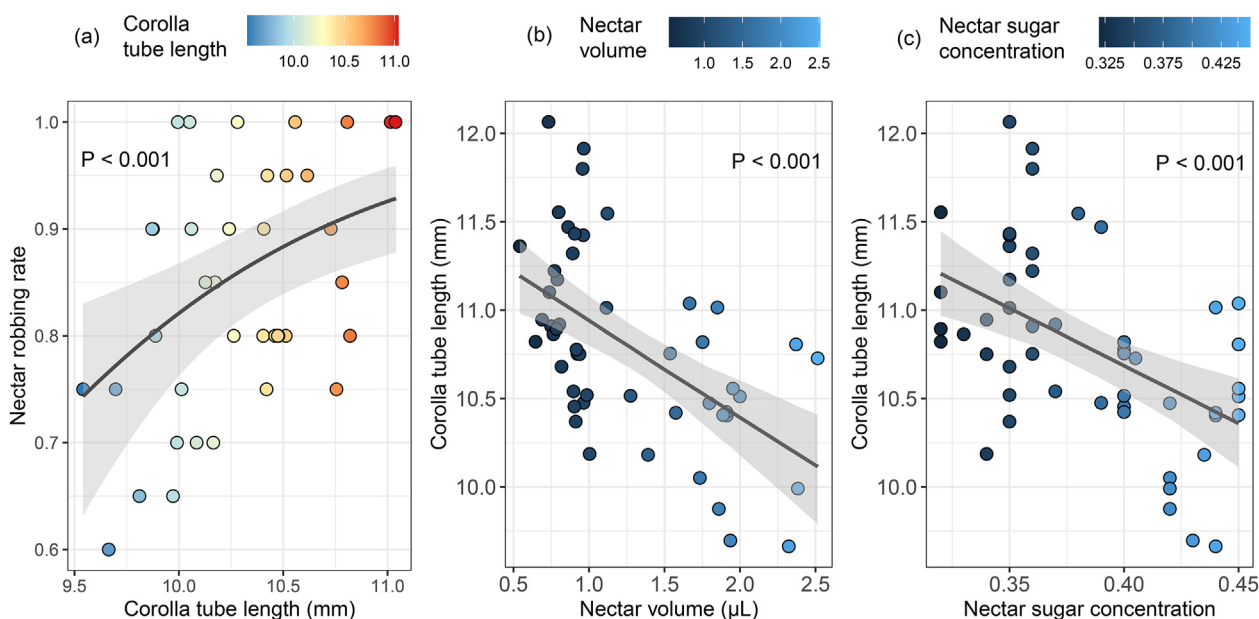 (a) Corolla
tube length
10.0 10.5 11.0
P < 0.001
Nectar robbing rate
1.0
0.9
0.8
0.7
0.6
9.5 10.0 10.5 11.0
Corolla tube length (mm)
(b) Nectar
volume
1.0 1.5 2.0 2.5
P < 0.001
Corolla tube length (mm)
12.0
11.5
11.0
10.5
10.0
0.5 1.0 1.5 2.0 2.5
Nectar volume (µL)
(c) Nectar sugar
concentration
0.325 0.375 0.425
P < 0.001
Corolla tube length (mm)
12.0
11.5
11.0
10.5
10.0
0.35 0.40 0.45
Nectar sugar concentration